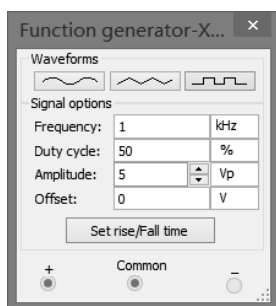 Function generator-X...
Waveforms
Signal options
Frequency: 1 kHz
Duty cycle: 50 %
Amplitude: 5 Vp
Offset: 0 V
Set rise/Fall time
+ Common −